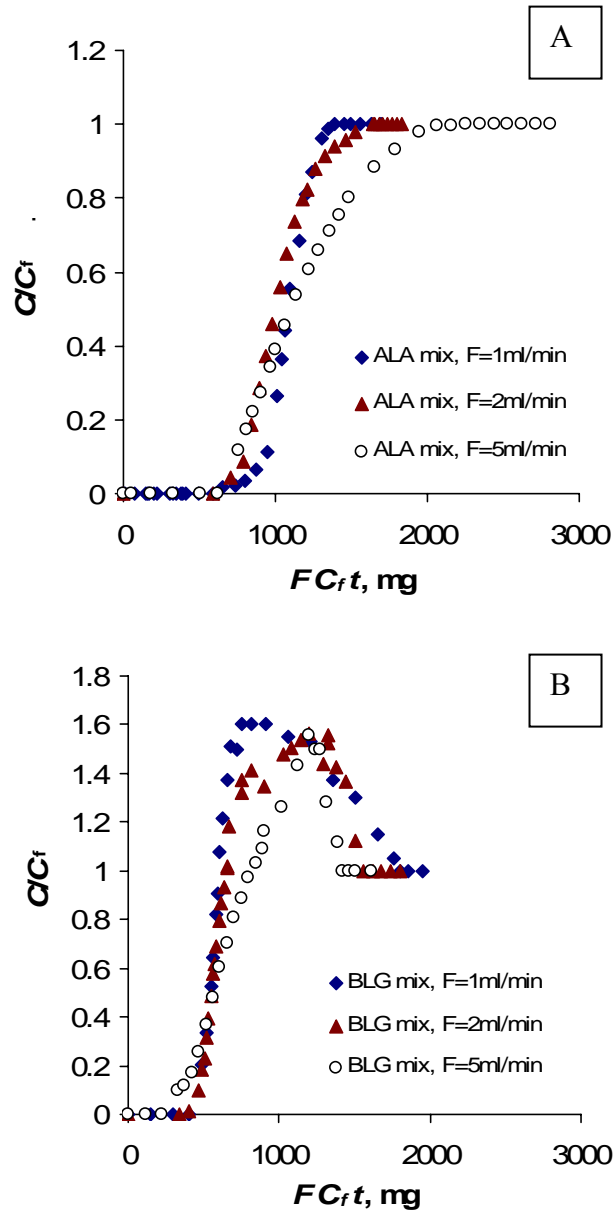 A
1.2
1
0.8
0.6
0.4
0.2
0
C/Cf
0 1000 2000 3000
F Cf t, mg
ALA mix, F=1ml/min
ALA mix, F=2ml/min
ALA mix, F=5ml/min
B
1.8
1.6
1.4
1.2
1
0.8
0.6
0.4
0.2
0
C/Cf
0 1000 2000 3000
F Cf t, mg
BLG mix, F=1ml/min
BLG mix, F=2ml/min
BLG mix, F=5ml/min